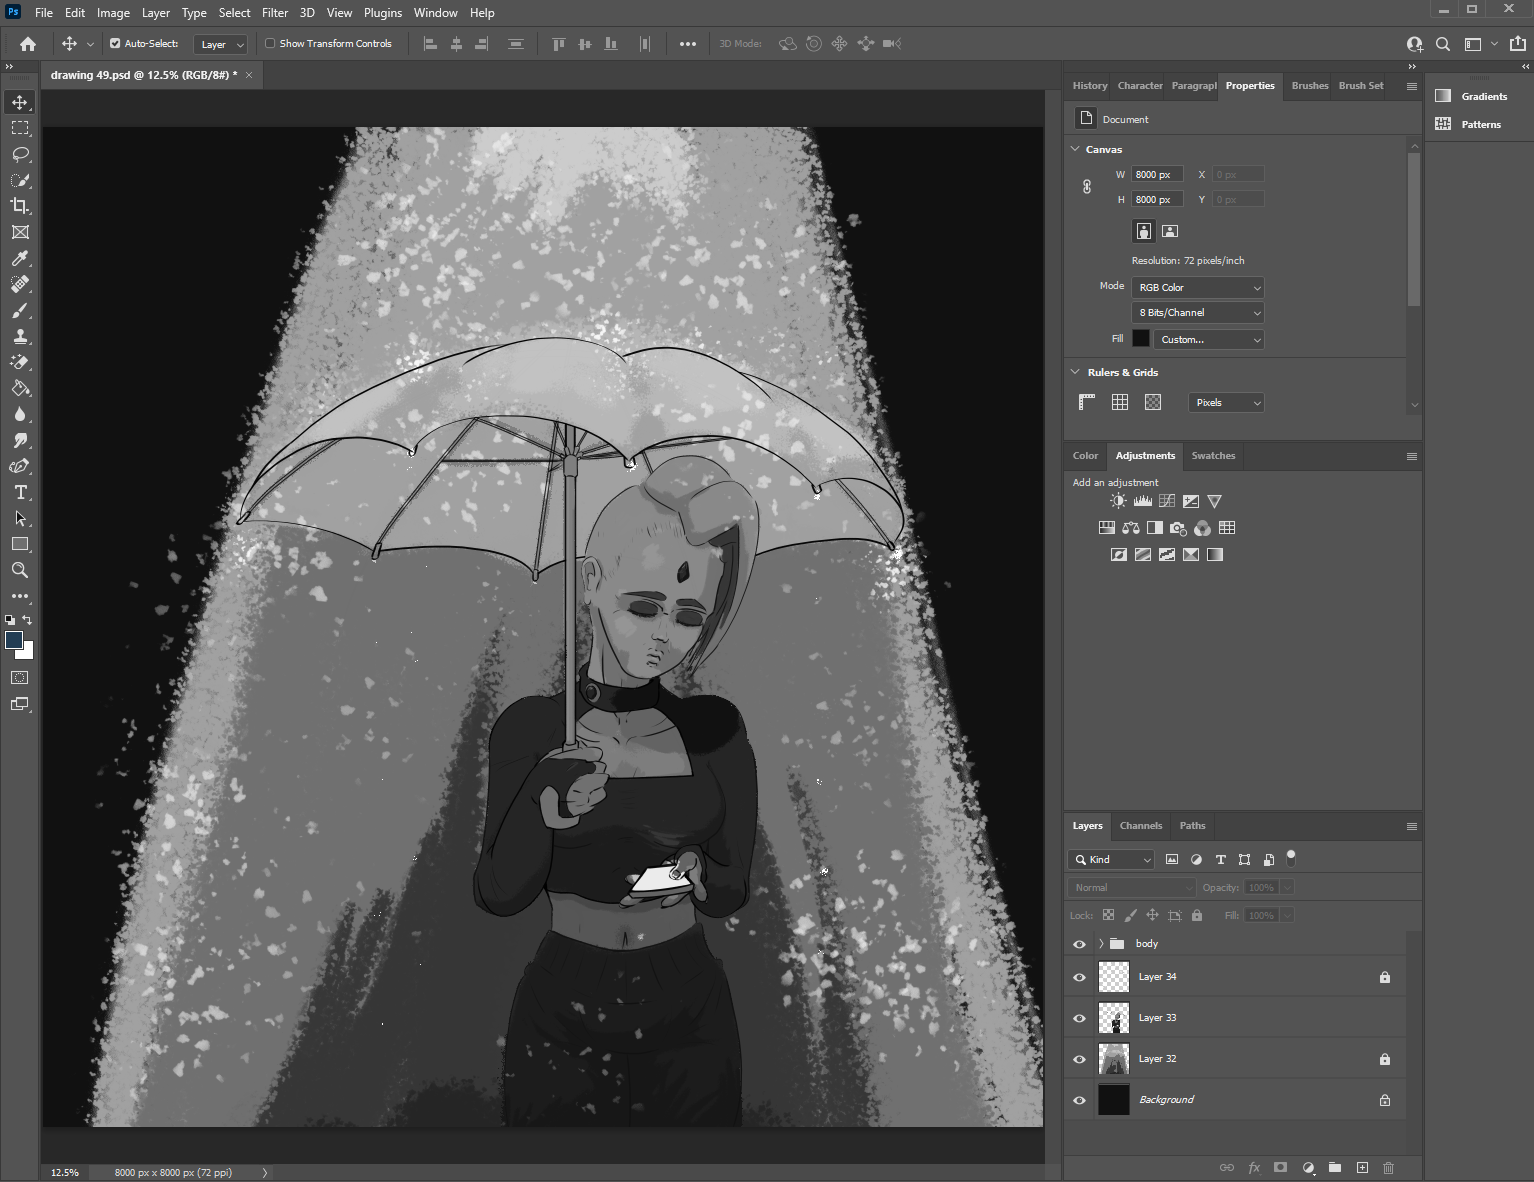 Ps File Edit Image Layer Type Select Filter 3D View Plugins Window Help
Auto-Select: Layer Show Transform Controls 3D Mode:
drawing 49.psd @ 12.5% (RGB/8#) * ×
History Character Paragrapl Properties Brushes Brush Set
Gradients
Patterns
Document
Canvas
W 8000 px X 0 px
H 8000 px Y 0 px
Resolution: 72 pixels/inch
Mode RGB Color
8 Bits/Channel
Fill Custom...
Rulers & Grids
Pixels
Color Adjustments Swatches
Add an adjustment
Layers Channels Paths
Kind
Normal Opacity: 100%
Lock: Fill: 100%
body
Layer 34
Layer 33
Layer 32
Background
12.5% 8000 px x 8000 px (72 ppi)